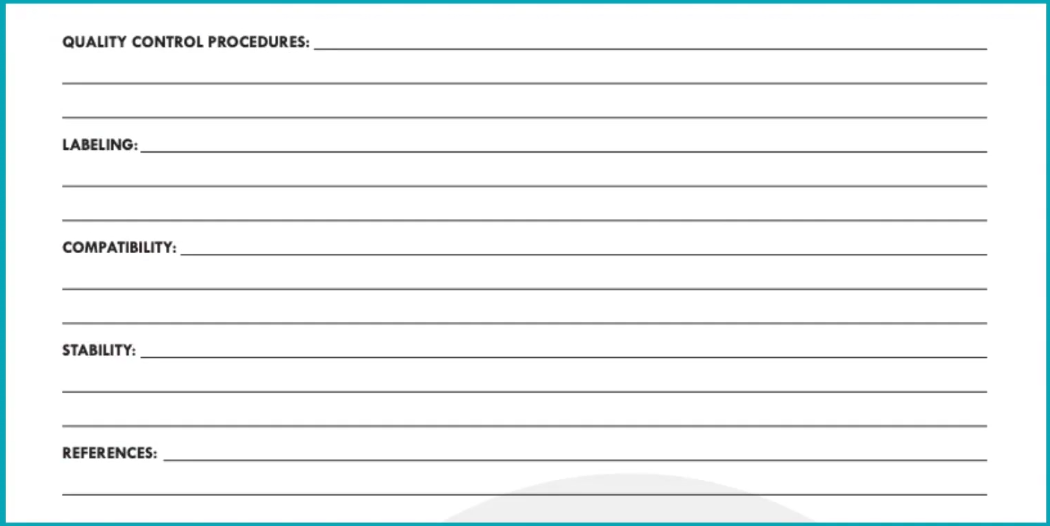 QUALITY CONTROL PROCEDURES:
LABELING:
COMPATIBILITY:
STABILITY:
REFERENCES: